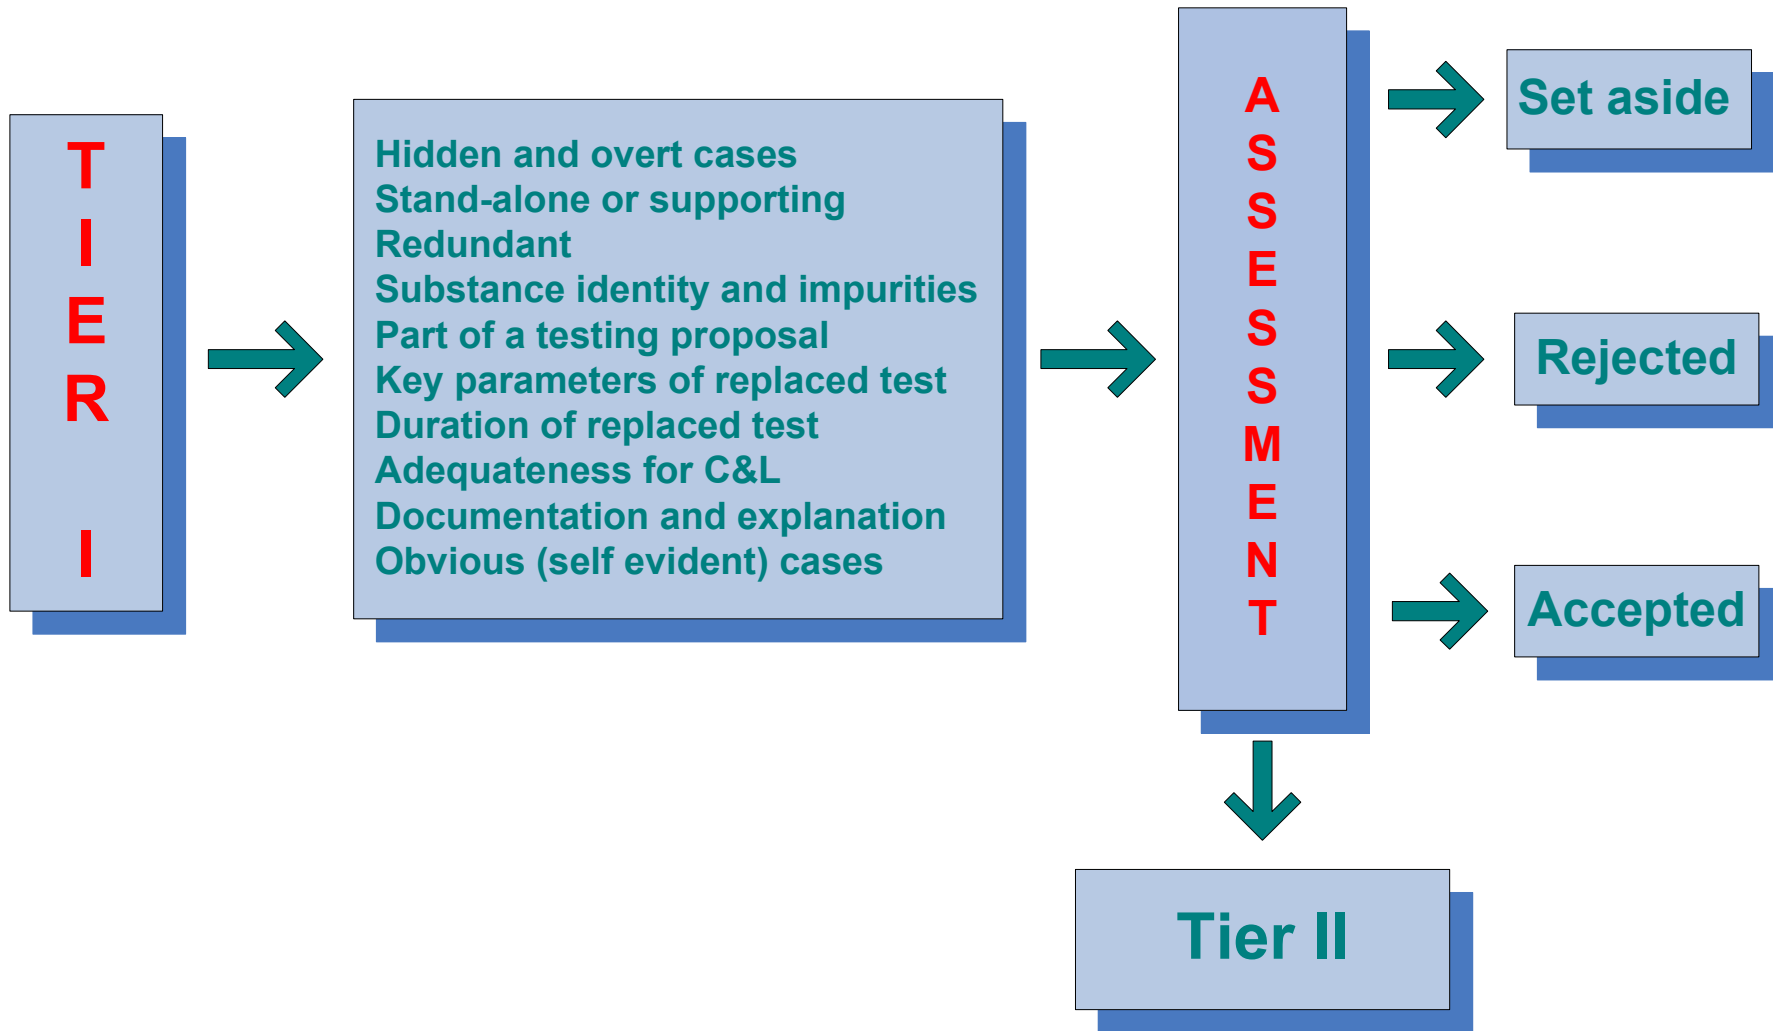 TIER I
Hidden and overt cases
Stand-alone or supporting
Redundant
Substance identity and impurities
Part of a testing proposal
Key parameters of replaced test
Duration of replaced test
Adequateness for C&L
Documentation and explanation
Obvious (self evident) cases
ASSESSMENT
Set aside
Rejected
Accepted
Tier II